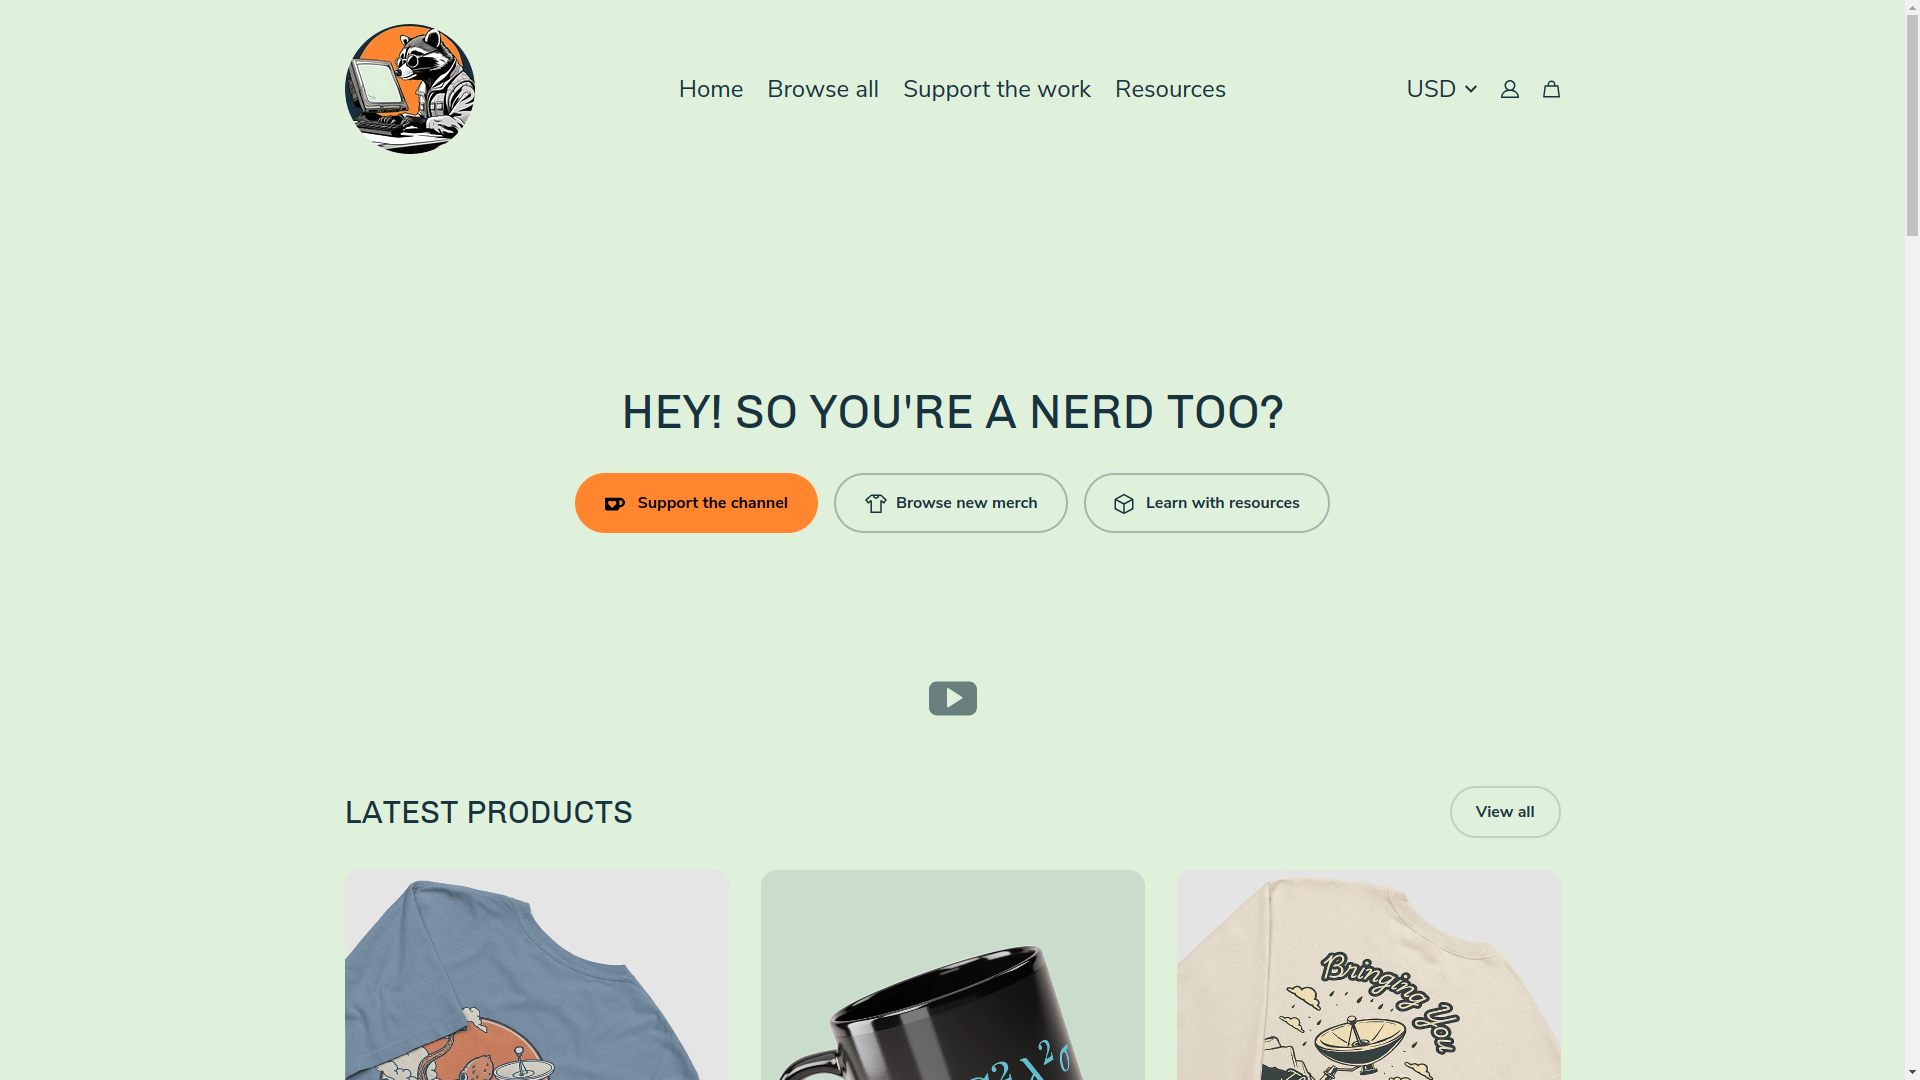 Home Browse all Support the work Resources USD
HEY! SO YOU'RE A NERD TOO?
Support the channel Browse new merch Learn with resources
LATEST PRODUCTS View all
Bringing You